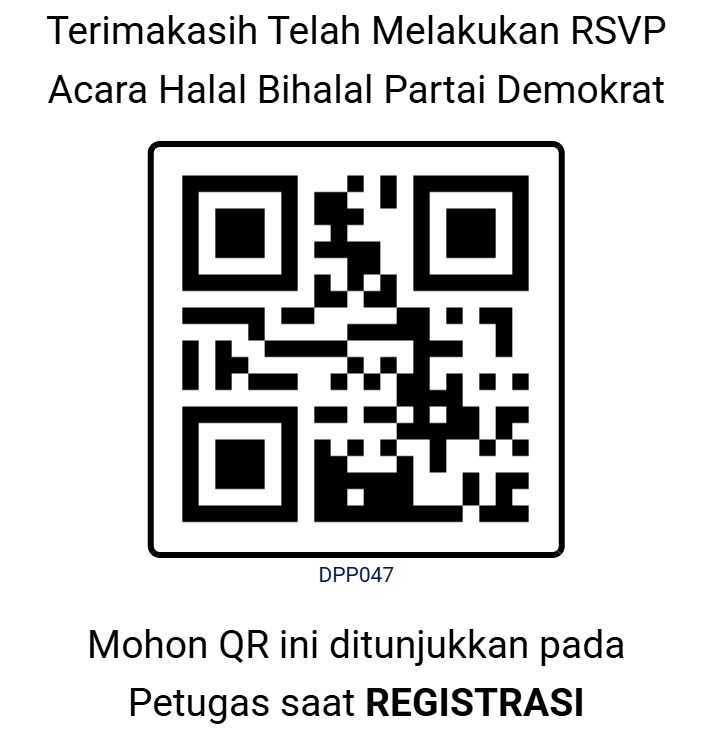 Terimakasih Telah Melakukan RSVP
Acara Halal Bihalal Partai Demokrat
DPP047
Mohon QR ini ditunjukkan pada
Petugas saat REGISTRASI